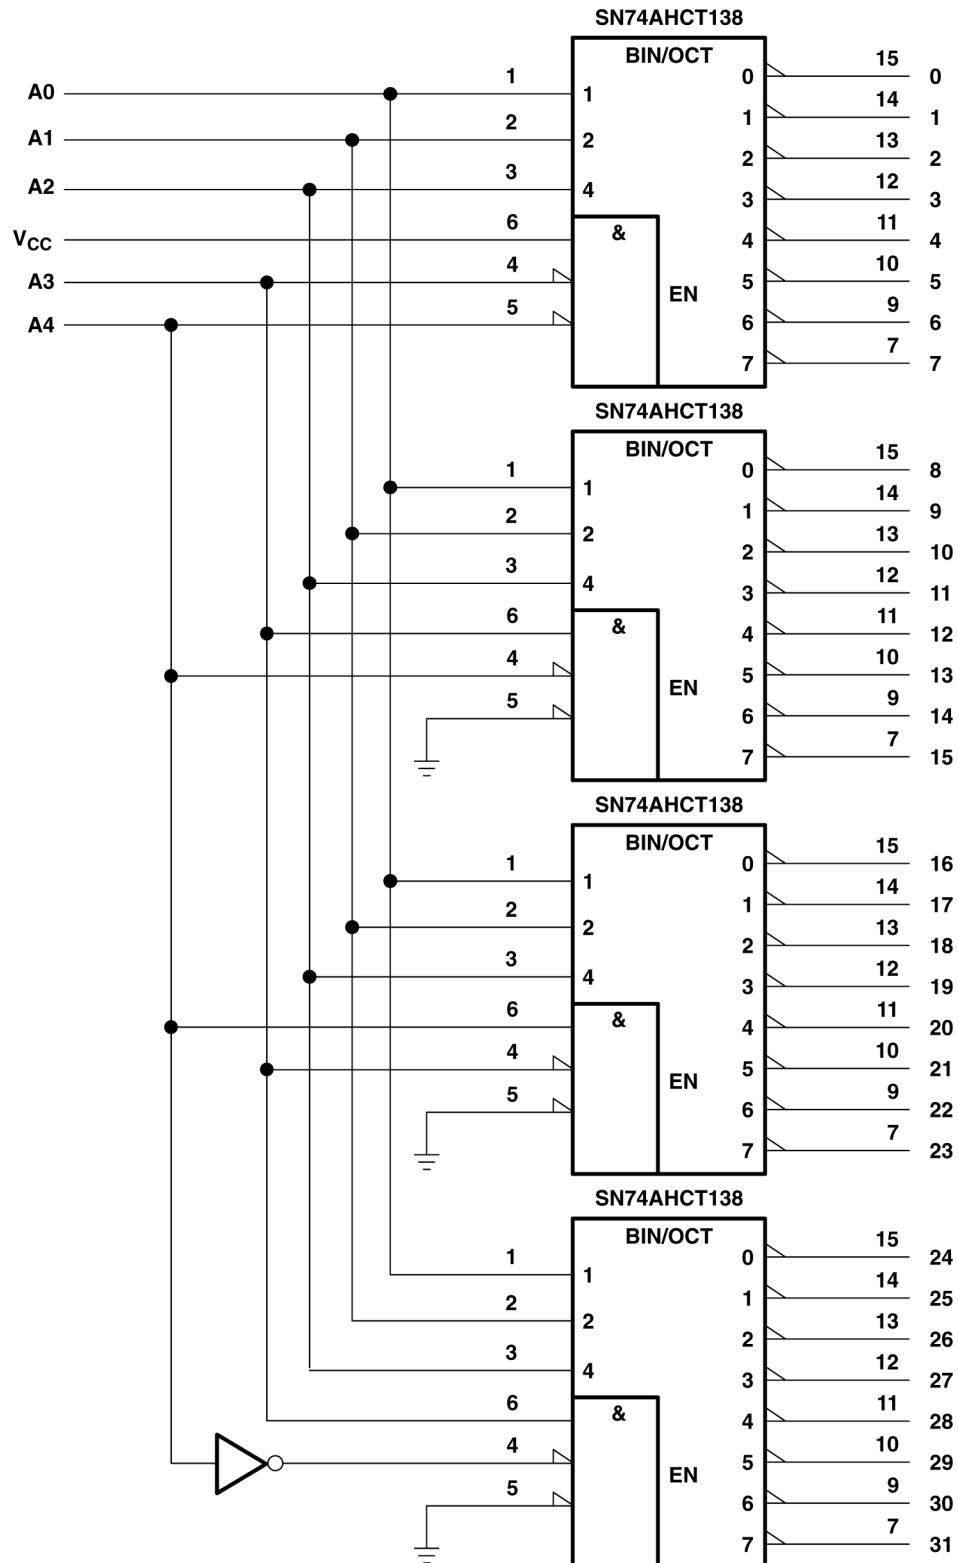 SN74AHCT138
BIN/OCT
A0 1 1 0 15 0
A1 2 2 1 14 1
A2 3 4 2 13 2
3 12 3
VCC 6 & 4 11 4
A3 4 EN 5 10 5
A4 5 6 9 6
7 7 7
SN74AHCT138
BIN/OCT
1 1 0 15 8
2 2 1 14 9
3 4 2 13 10
3 12 11
6 & 4 11 12
4 EN 5 10 13
5 6 9 14
7 7 15
SN74AHCT138
BIN/OCT
1 1 0 15 16
2 2 1 14 17
3 4 2 13 18
3 12 19
6 & 4 11 20
4 EN 5 10 21
5 6 9 22
7 7 23
SN74AHCT138
BIN/OCT
1 1 0 15 24
2 2 1 14 25
3 4 2 13 26
3 12 27
6 & 4 11 28
4 EN 5 10 29
5 6 9 30
7 7 31